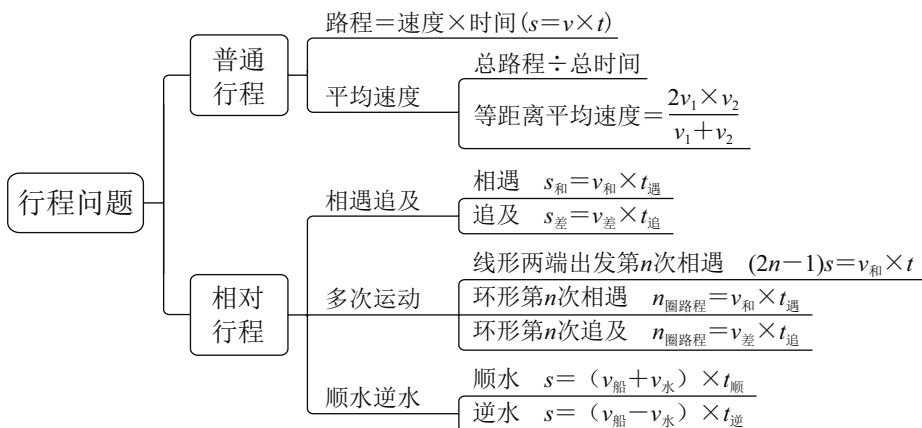 行程问题
普通
行程
路程＝速度×时间(s＝v×t)
平均速度
总路程÷总时间
等距离平均速度＝2v₁×v₂/v₁＋v₂
相对
行程
相遇追及
相遇 s和＝v和×t遇
追及 s差＝v差×t追
多次运动
线形两端出发第n次相遇 (2n－1)s＝v和×t
环形第n次相遇 n圈路程＝v和×t遇
环形第n次追及 n圈路程＝v差×t追
顺水逆水
顺水 s＝（v船＋v水）×t顺
逆水 s＝（v船－v水）×t逆